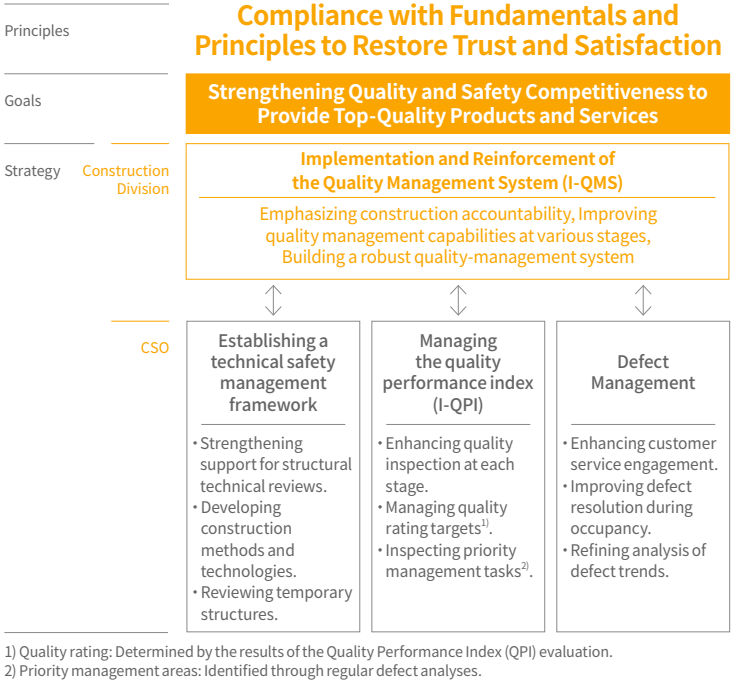 Principles
Compliance with Fundamentals and
Principles to Restore Trust and Satisfaction
Goals
Strengthening Quality and Safety Competitiveness to
Provide Top-Quality Products and Services
Strategy
Construction
Division
Implementation and Reinforcement of
the Quality Management System (I-QMS)
Emphasizing construction accountability, Improving
quality management capabilities at various stages,
Building a robust quality-management system
CSO
Establishing a
technical safety
management
framework
• Strengthening
support for structural
technical reviews.
• Developing
construction
methods and
technologies.
• Reviewing temporary
structures.
Managing
the quality
performance index
(I-QPI)
• Enhancing quality
inspection at each
stage.
• Managing quality
rating targets1).
• Inspecting priority
management tasks2).
Defect
Management
• Enhancing customer
service engagement.
• Improving defect
resolution during
occupancy.
• Refining analysis of
defect trends.
1) Quality rating: Determined by the results of the Quality Performance Index (QPI) evaluation.
2) Priority management areas: Identified through regular defect analyses.